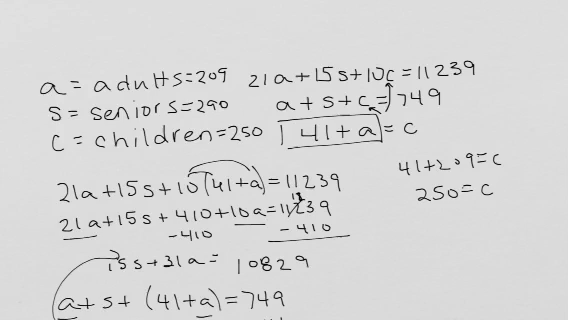 a = adults=209
s = seniors=290
c = children=250
21a+15s+10c=11239
a+s+c=749
41+a = c
41+209=c
250=c
21a+15s+10(41+a)=11239
21a+15s+410+10a=11239
-410 -410
15s+31a= 10829
a+s+(41+a)=749